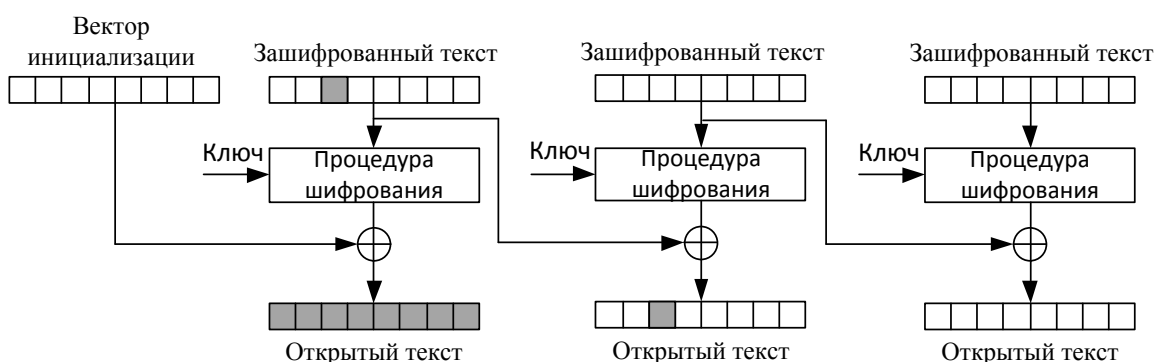 Вектор
инициализации
Зашифрованный текст
Зашифрованный текст
Зашифрованный текст
Ключ
Процедура
шифрования
Ключ
Процедура
шифрования
Ключ
Процедура
шифрования
Открытый текст
Открытый текст
Открытый текст